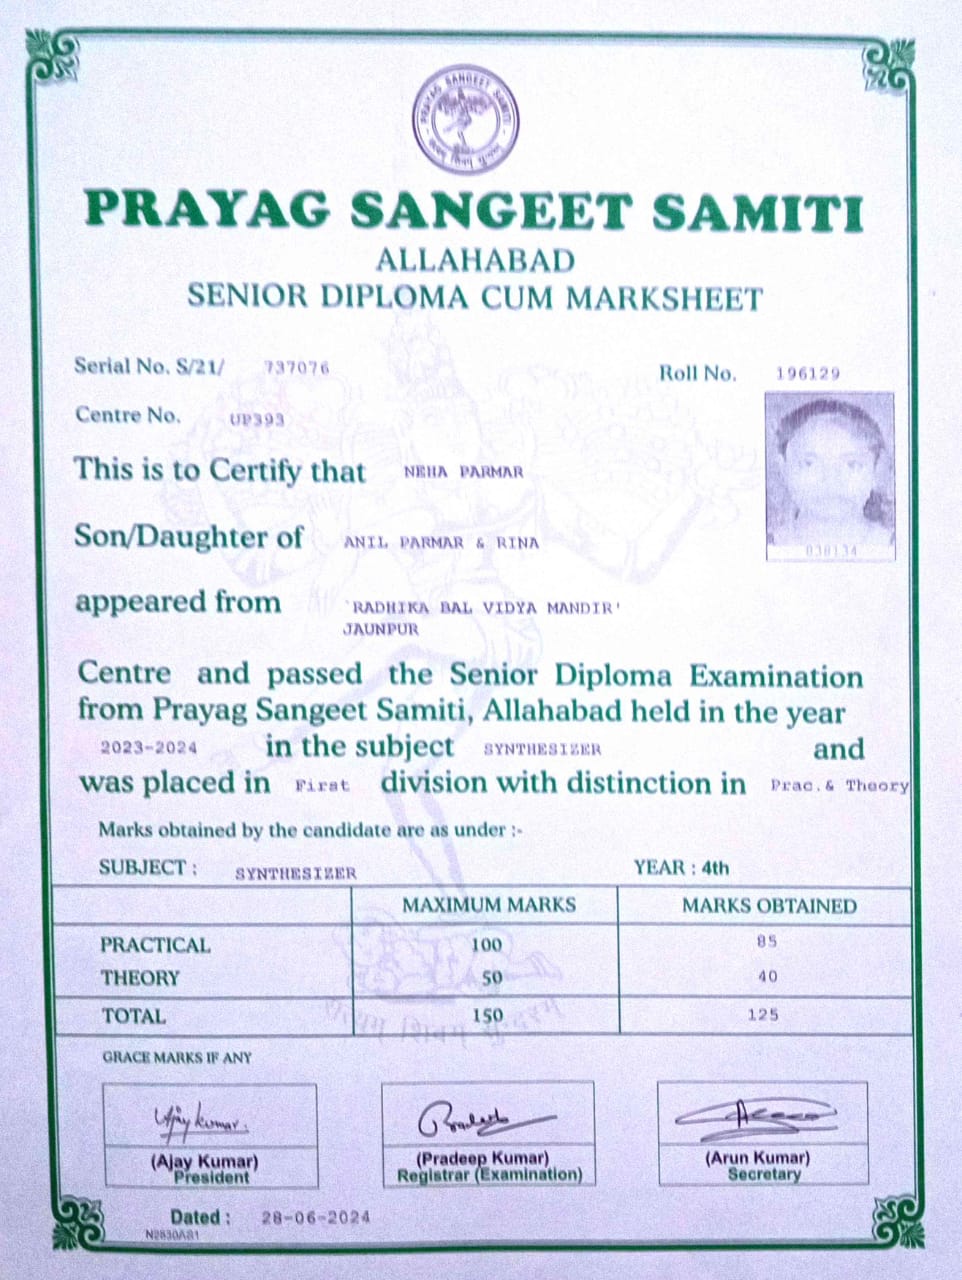 PRAYAG SANGEET SAMITI
PRAYAG SANGEET SAMITI
ALLAHABAD
SENIOR DIPLOMA CUM MARKSHEET
Serial No. S/21/ 737076
Roll No. 196129
Centre No. UP393
This is to Certify that NEHA PARMAR
Son/Daughter of ANIL PARMAR & RINA
030134
appeared from 'RADHIKA BAL VIDYA MANDIR'
JAUNPUR
Centre and passed the Senior Diploma Examination
from Prayag Sangeet Samiti, Allahabad held in the year
2023-2024 in the subject SYNTHESIZER and
was placed in First division with distinction in Prac.& Theory
Marks obtained by the candidate are as under :-
SUBJECT : SYNTHESIZER YEAR : 4th
MAXIMUM MARKS MARKS OBTAINED
PRACTICAL 100 85
THEORY 50 40
TOTAL 150 125
GRACE MARKS IF ANY
Ajay Kumar.
(Ajay Kumar)
President
(Pradeep Kumar)
Registrar (Examination)
(Arun Kumar)
Secretary
Dated : 28-06-2024